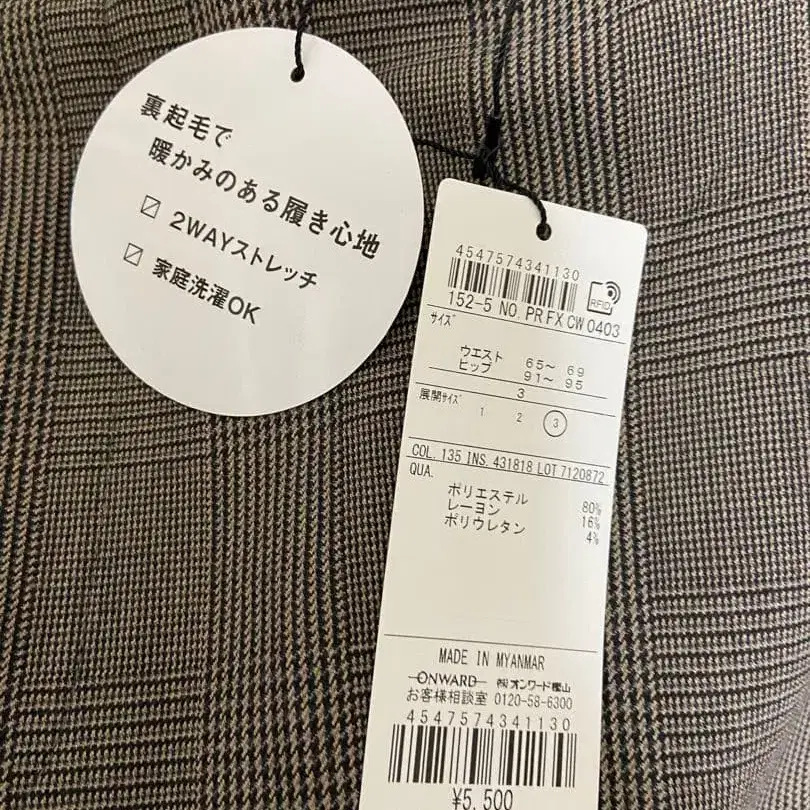 裏起毛で
暖かみのある履き心地
☑ 2WAYストレッチ
☑ 家庭洗濯OK
4547574341130
RFID
152-5 NO. PRFXCW0403
サイズ
ウエスト 65～ 69
ヒップ 91～ 95
3
展開サイズ 1 2 3
COL. 135 INS. 431818 LOT 7120872
QUA.
ポリエステル 80%
レーヨン 16%
ポリウレタン 4%
MADE IN MYANMAR
ONWARD ㈱オンワード樫山
お客様相談室 0120-58-6300
4547574341130
¥5,500